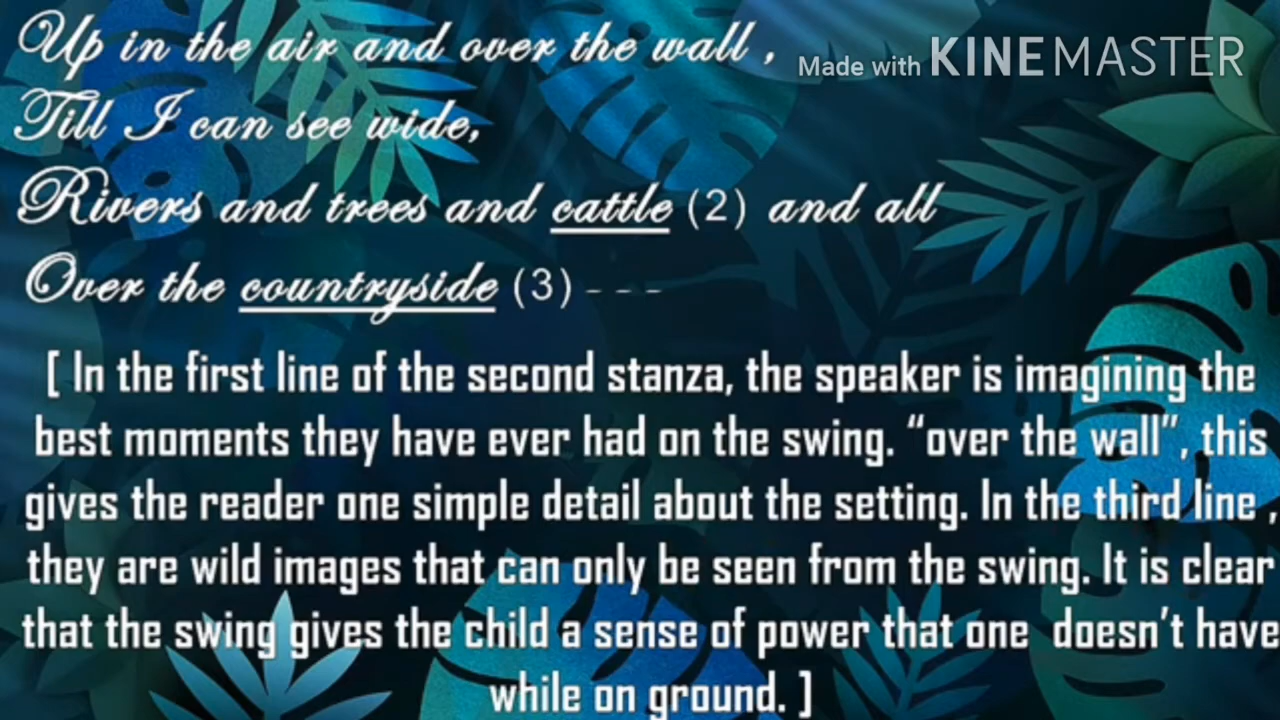 Up in the air and over the wall ,
Made with KINEMASTER
Till I can see wide,
Rivers and trees and cattle (2) and all
Over the countryside (3) - - -
[ In the first line of the second stanza, the speaker is imagining the
best moments they have ever had on the swing. “over the wall”, this
gives the reader one simple detail about the setting. In the third line ,
they are wild images that can only be seen from the swing. It is clear
that the swing gives the child a sense of power that one doesn’t have
while on ground. ]